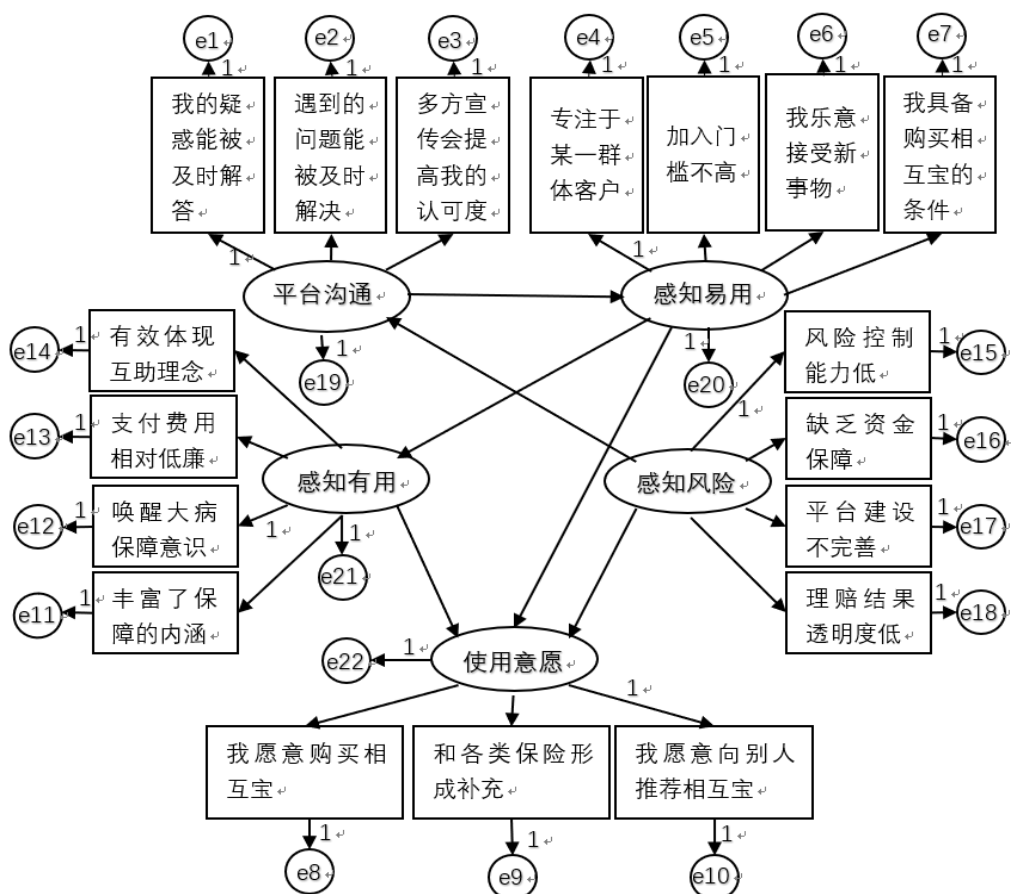 e1
e2
e3
e4
e5
e6
e7
1
1
1
1
1
1
1
我的疑
惑能被
及时解
答
遇到的
问题能
被及时
解决
多方宣
传会提
高我的
认可度
专注于
某一群
体客户
加入门
槛不高
我乐意
接受新
事物
我具备
购买相
互宝的
条件
1
1
平台沟通
感知易用
1
e19
1
e20
e14
1
有效体现
互助理念
e13
1
支付费用
相对低廉
e12
1
唤醒大病
保障意识
e11
1
丰富了保
障的内涵
感知有用
1
1
e21
感知风险
1
风险控制
能力低
1
e15
缺乏资金
保障
1
e16
平台建设
不完善
1
e17
理赔结果
透明度低
1
e18
e22
1
使用意愿
1
我愿意购买相
互宝
和各类保险形
成补充
我愿意向别人
推荐相互宝
1
1
1
e8
e9
e10